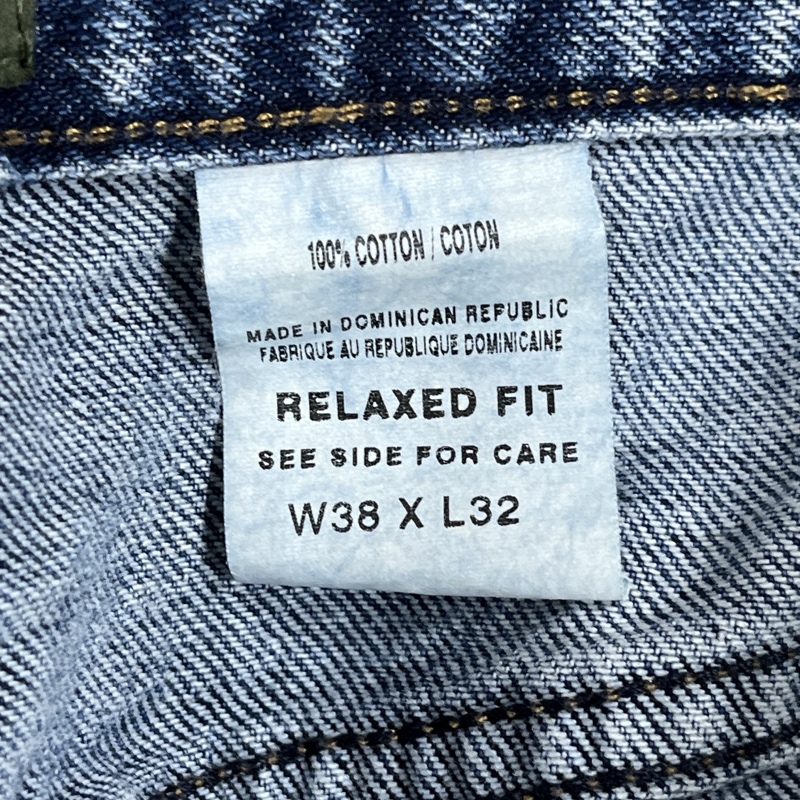 100% COTTON / COTON
MADE IN DOMINICAN REPUBLIC
FABRIQUE AU REPUBLIQUE DOMINICAINE
RELAXED FIT
SEE SIDE FOR CARE
W38 X L32